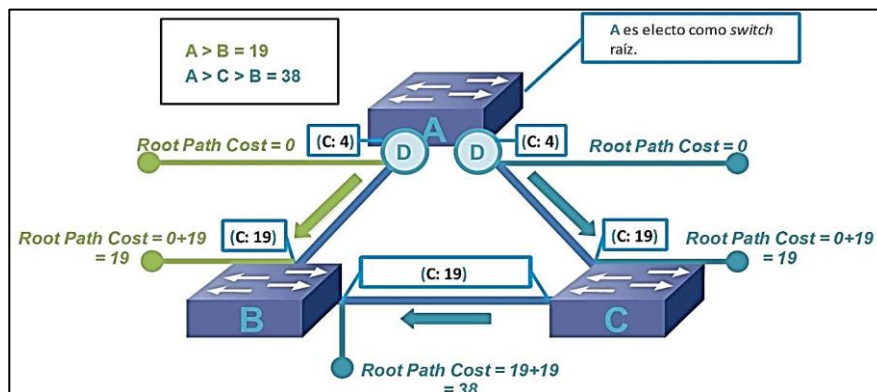 A > B = 19
A > C > B = 38
A es electo como switch
raíz.
A
Root Path Cost = 0
(C: 4)
D
D
(C: 4)
Root Path Cost = 0
Root Path Cost = 0+19
= 19
(C: 19)
(C: 19)
(C: 19)
Root Path Cost = 0+19
= 19
B
C
Root Path Cost = 19+19
= 38